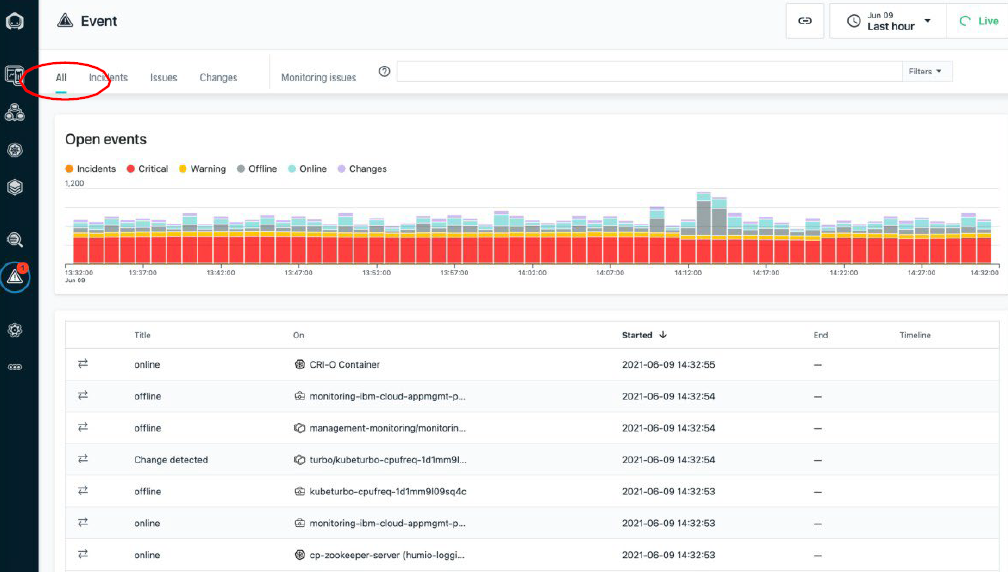 Event
Jun 09
Last hour
Live
All
Incidents
Issues
Changes
Monitoring issues
Filters
Open events
Incidents
Critical
Warning
Offline
Online
Changes
1,200
13:32:00
13:37:00
13:42:00
13:47:00
13:52:00
13:57:00
14:02:00
14:07:00
14:12:00
14:17:00
14:22:00
14:27:00
14:32:00
Jun 09
1
Title On Started ↓ End Timeline
online CRI-O Container 2021-06-09 14:32:55 —
offline monitoring-ibm-cloud-appmgmt-p... 2021-06-09 14:32:54 —
offline management-monitoring/monitorin... 2021-06-09 14:32:54 —
Change detected turbo/kubeturbo-cpufreq-1d1mm9l... 2021-06-09 14:32:54 —
offline kubeturbo-cpufreq-1d1mm9l09sq4c 2021-06-09 14:32:53 —
online monitoring-ibm-cloud-appmgmt-p... 2021-06-09 14:32:53 —
online cp-zookeeper-server (humio-loggi... 2021-06-09 14:32:53 —